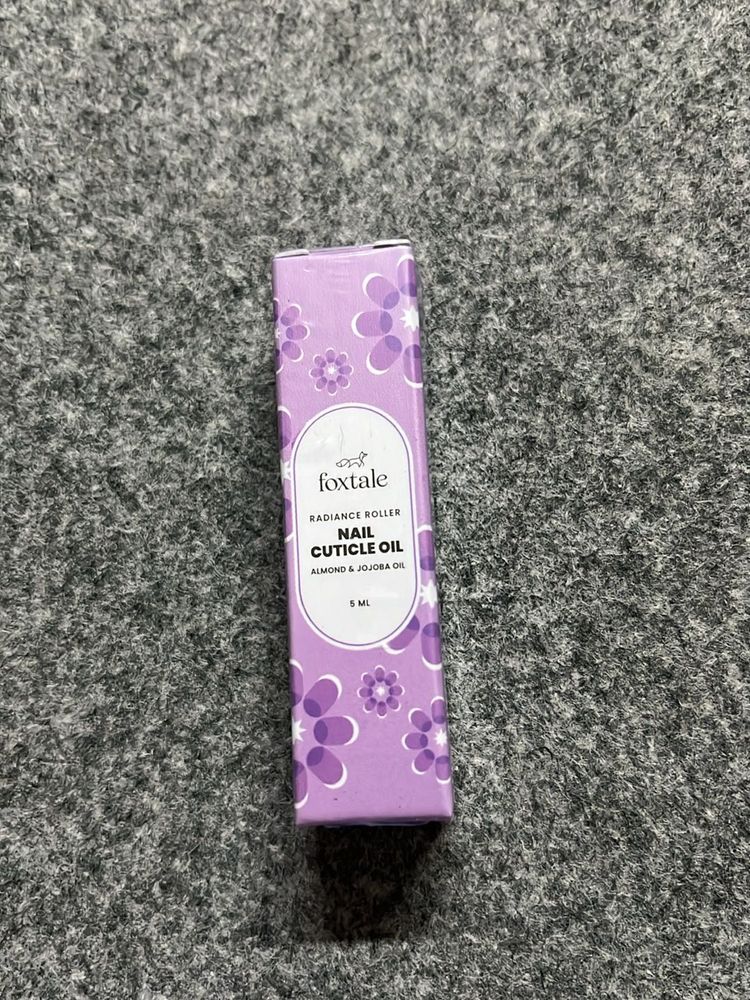 foxtale
RADIANCE ROLLER
NAIL
CUTICLE OIL
ALMOND & JOJOBA OIL
5 ML